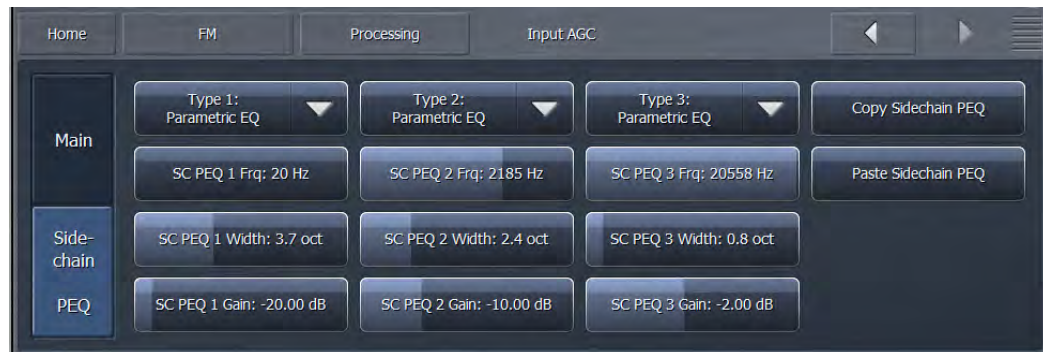 Home
FM
Processing
Input AGC
Main
Side-
chain
PEQ
Type 1:
Parametric EQ
Type 2:
Parametric EQ
Type 3:
Parametric EQ
Copy Sidechain PEQ
SC PEQ 1 Frq: 20 Hz
SC PEQ 2 Frq: 2185 Hz
SC PEQ 3 Frq: 20558 Hz
Paste Sidechain PEQ
SC PEQ 1 Width: 3.7 oct
SC PEQ 2 Width: 2.4 oct
SC PEQ 3 Width: 0.8 oct
SC PEQ 1 Gain: -20.00 dB
SC PEQ 2 Gain: -10.00 dB
SC PEQ 3 Gain: -2.00 dB